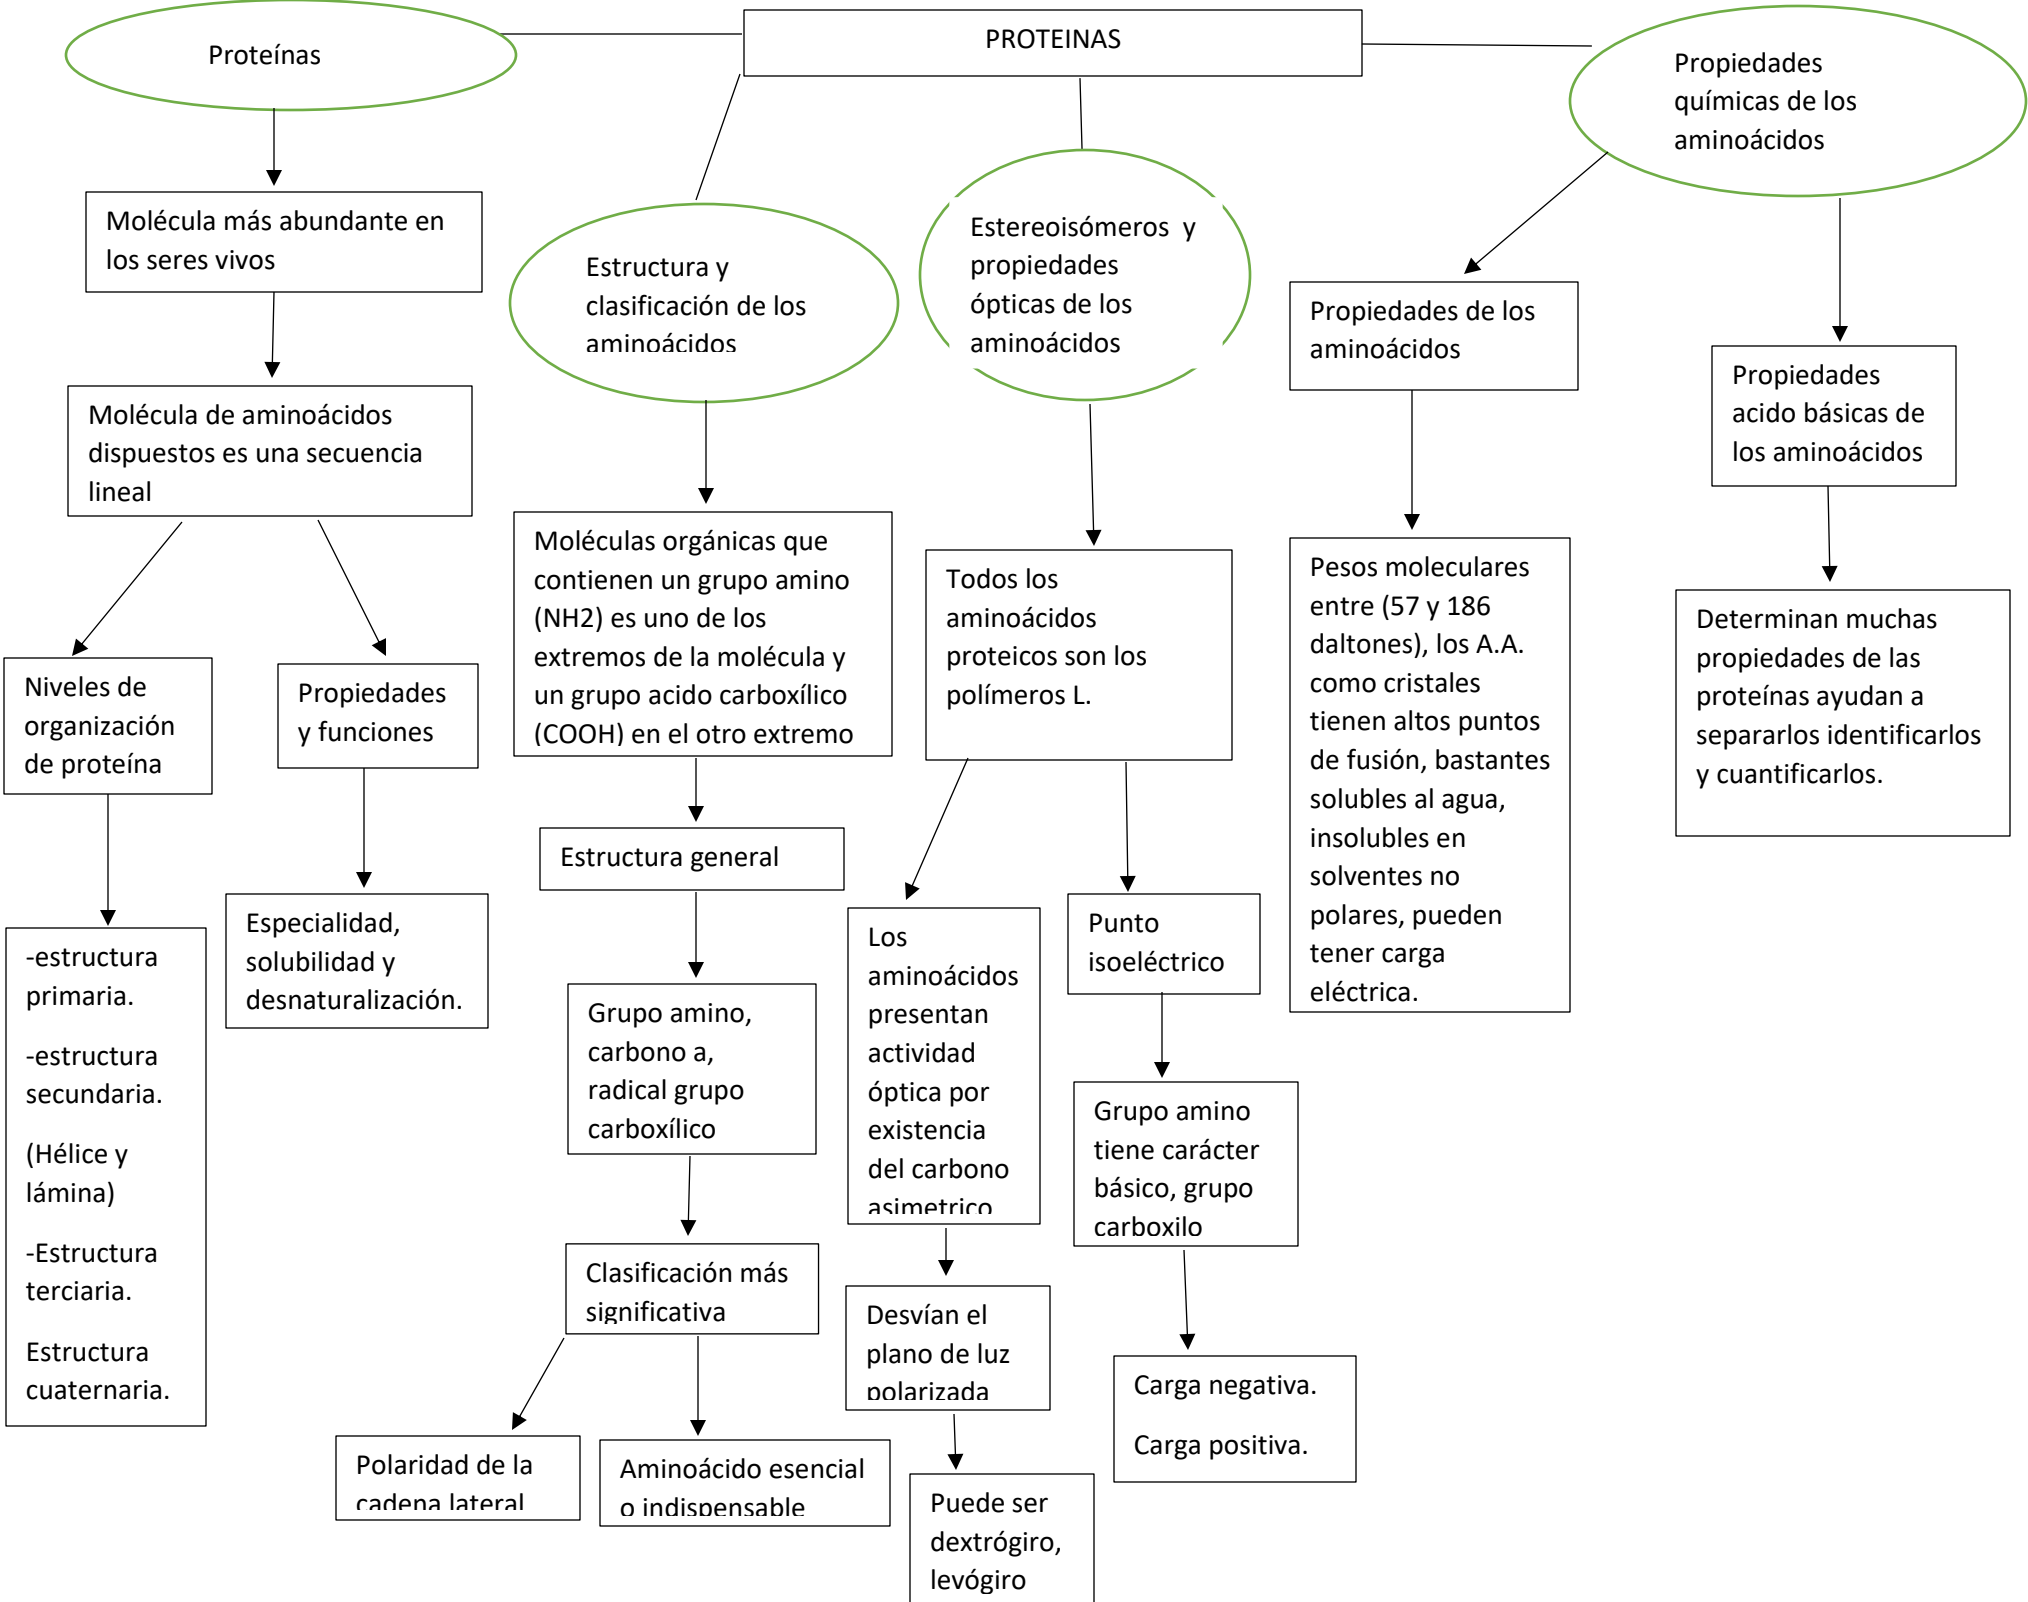 PROTEINAS
Proteínas
Molécula más abundante en
los seres vivos
Molécula de aminoácidos
dispuestos es una secuencia
lineal
Niveles de
organización
de proteína
-estructura
primaria.
-estructura
secundaria.
(Hélice y
lámina)
-Estructura
terciaria.
Estructura
cuaternaria.
Propiedades
y funciones
Especialidad,
solubilidad y
desnaturalización.
Estructura y
clasificación de los
aminoácidos
Moléculas orgánicas que
contienen un grupo amino
(NH2) es uno de los
extremos de la molécula y
un grupo acido carboxílico
(COOH) en el otro extremo
Estructura general
Grupo amino,
carbono a,
radical grupo
carboxílico
Clasificación más
significativa
Polaridad de la
cadena lateral
Aminoácido esencial
o indispensable
Estereoisómeros y
propiedades
ópticas de los
aminoácidos
Todos los
aminoácidos
proteicos son los
polímeros L.
Los
aminoácidos
presentan
actividad
óptica por
existencia
del carbono
asimetrico
Desvían el
plano de luz
polarizada
Puede ser
dextrógiro,
levógiro
Punto
isoeléctrico
Grupo amino
tiene carácter
básico, grupo
carboxilo
Carga negativa.
Carga positiva.
Propiedades
químicas de los
aminoácidos
Propiedades de los
aminoácidos
Pesos moleculares
entre (57 y 186
daltones), los A.A.
como cristales
tienen altos puntos
de fusión, bastantes
solubles al agua,
insolubles en
solventes no
polares, pueden
tener carga
eléctrica.
Propiedades
acido básicas de
los aminoácidos
Determinan muchas
propiedades de las
proteínas ayudan a
separarlos identificarlos
y cuantificarlos.